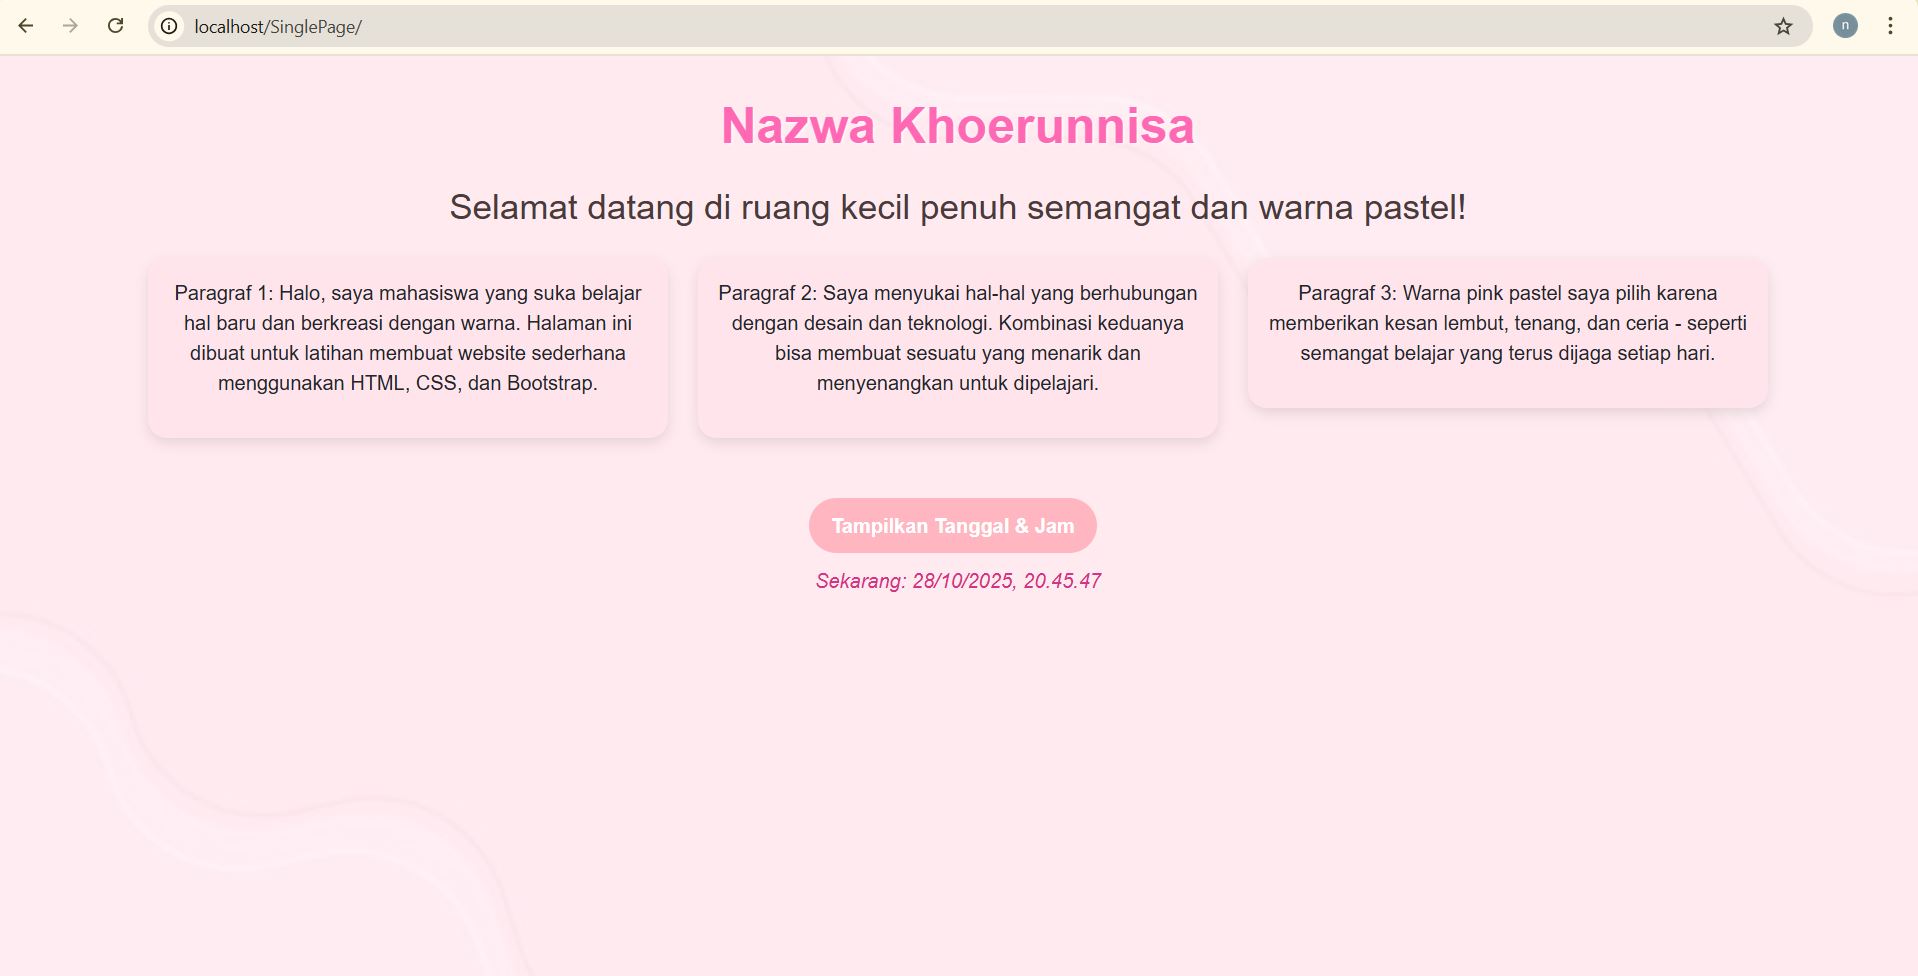 localhost/SinglePage/
n
Nazwa Khoerunnisa
Selamat datang di ruang kecil penuh semangat dan warna pastel!
Paragraf 1: Halo, saya mahasiswa yang suka belajar
hal baru dan berkreasi dengan warna. Halaman ini
dibuat untuk latihan membuat website sederhana
menggunakan HTML, CSS, dan Bootstrap.
Paragraf 2: Saya menyukai hal-hal yang berhubungan
dengan desain dan teknologi. Kombinasi keduanya
bisa membuat sesuatu yang menarik dan
menyenangkan untuk dipelajari.
Paragraf 3: Warna pink pastel saya pilih karena
memberikan kesan lembut, tenang, dan ceria - seperti
semangat belajar yang terus dijaga setiap hari.
Tampilkan Tanggal & Jam
Sekarang: 28/10/2025, 20.45.47